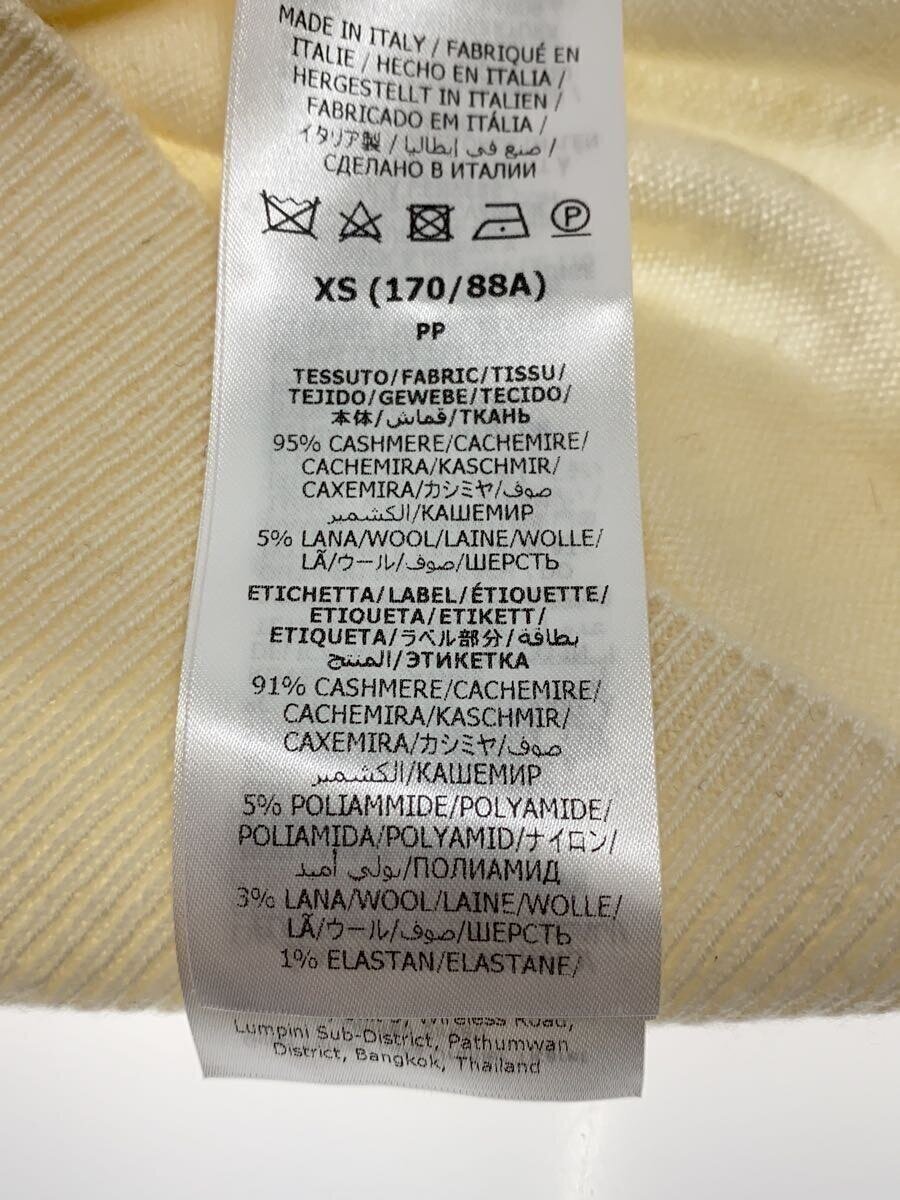 MADE IN ITALY / FABRIQUÉ EN
ITALIE / HECHO EN ITALIA /
HERGESTELLT IN ITALIEN /
FABRICADO EM ITÁLIA /
イタリア製 / صنع في إيطاليا /
СДЕЛАНО В ИТАЛИИ
P
XS (170/88A)
PP
TESSUTO/FABRIC/TISSU/
TEJIDO/GEWEBE/TECIDO/
本体/قماش/ТКАНЬ
95% CASHMERE/CACHEMIRE/
CACHEMIRA/KASCHMIR/
CAXEMIRA/カシミヤ/صوف
الكشمير/КАШЕМИР
5% LANA/WOOL/LAINE/WOLLE/
LÃ/ウール/صوف/ШЕРСТЬ
ETICHETTA/LABEL/ÉTIQUETTE/
ETIQUETA/ETIKETT/
ETIQUETA/ラベル部分/بطاقة
المنتج/ЭТИКЕТКА
91% CASHMERE/CACHEMIRE/
CACHEMIRA/KASCHMIR/
CAXEMIRA/カシミヤ/صوف
الكشمير/КАШЕМИР
5% POLIAMMIDE/POLYAMIDE/
POLIAMIDA/POLYAMID/ナイロン/
بولي أميد/ПОЛИАМИД
3% LANA/WOOL/LAINE/WOLLE/
LÃ/ウール/صوف/ШЕРСТЬ
1% ELASTAN/ELASTANE/
Wireless Road,
Lumpini Sub-District, Pathumwan
District, Bangkok, Thailand